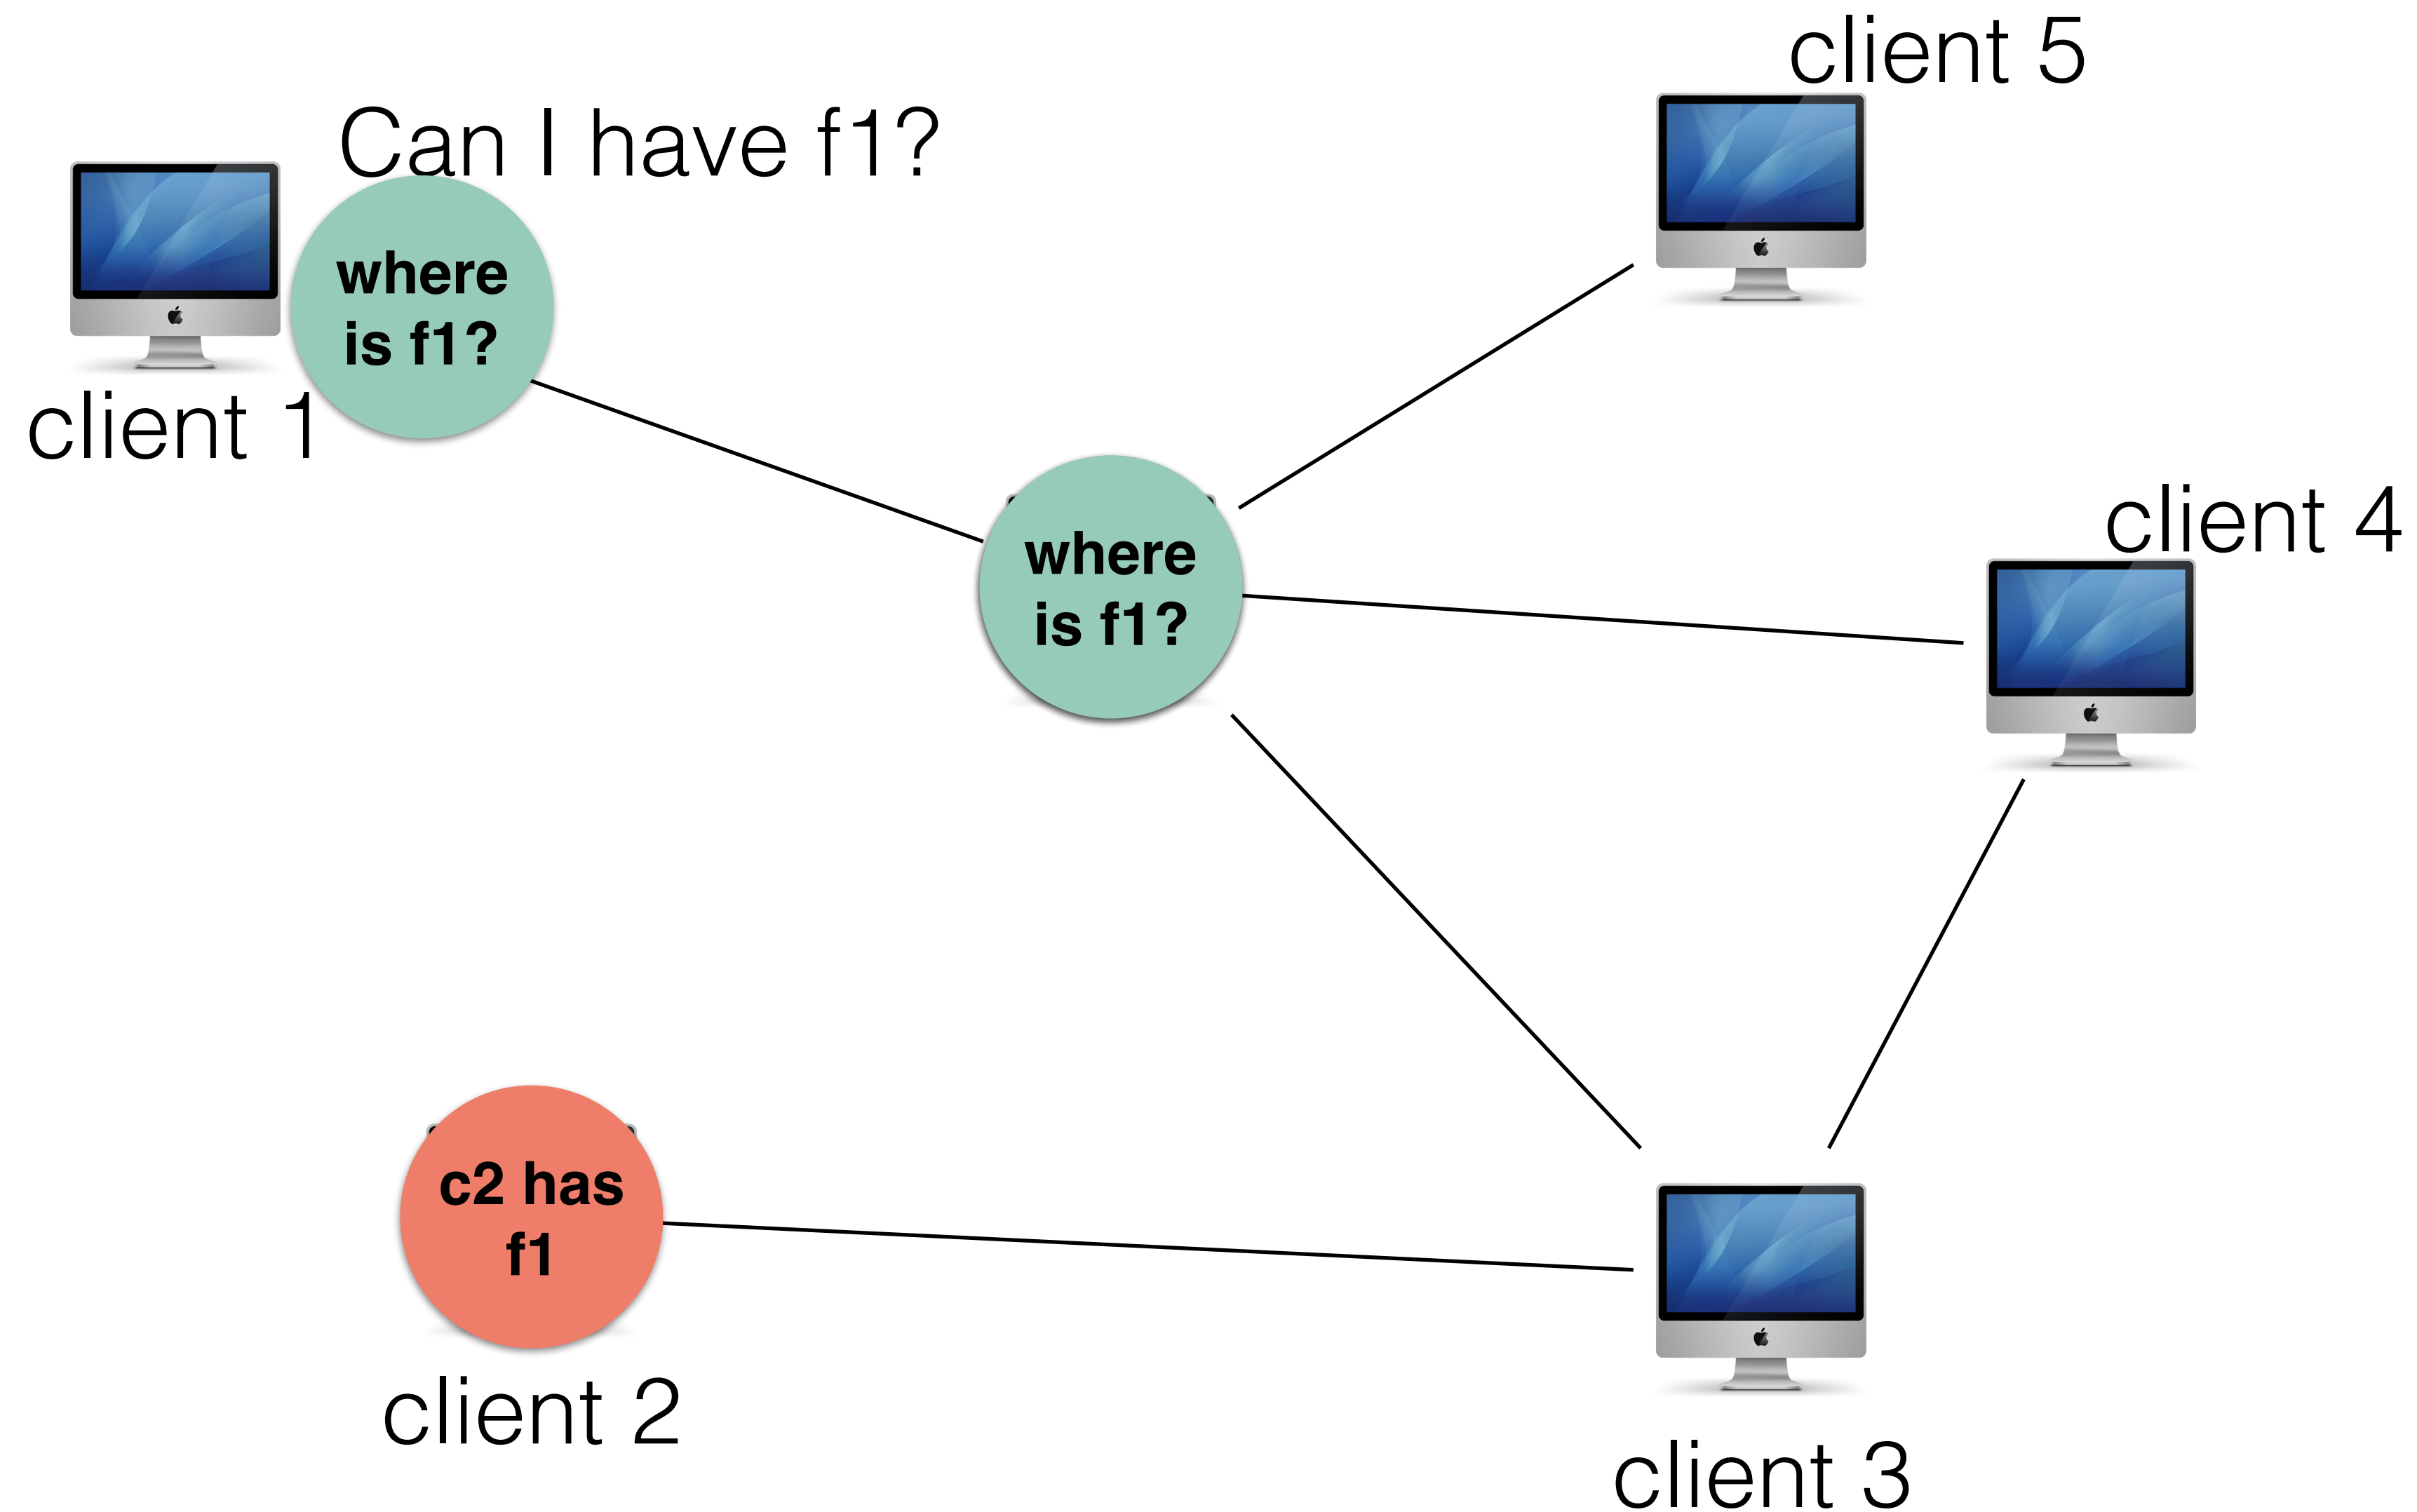 client 5
Can I have f1?
where
is f1?
client 1
client 4
where
is f1?
c2 has
f1
client 2
client 3